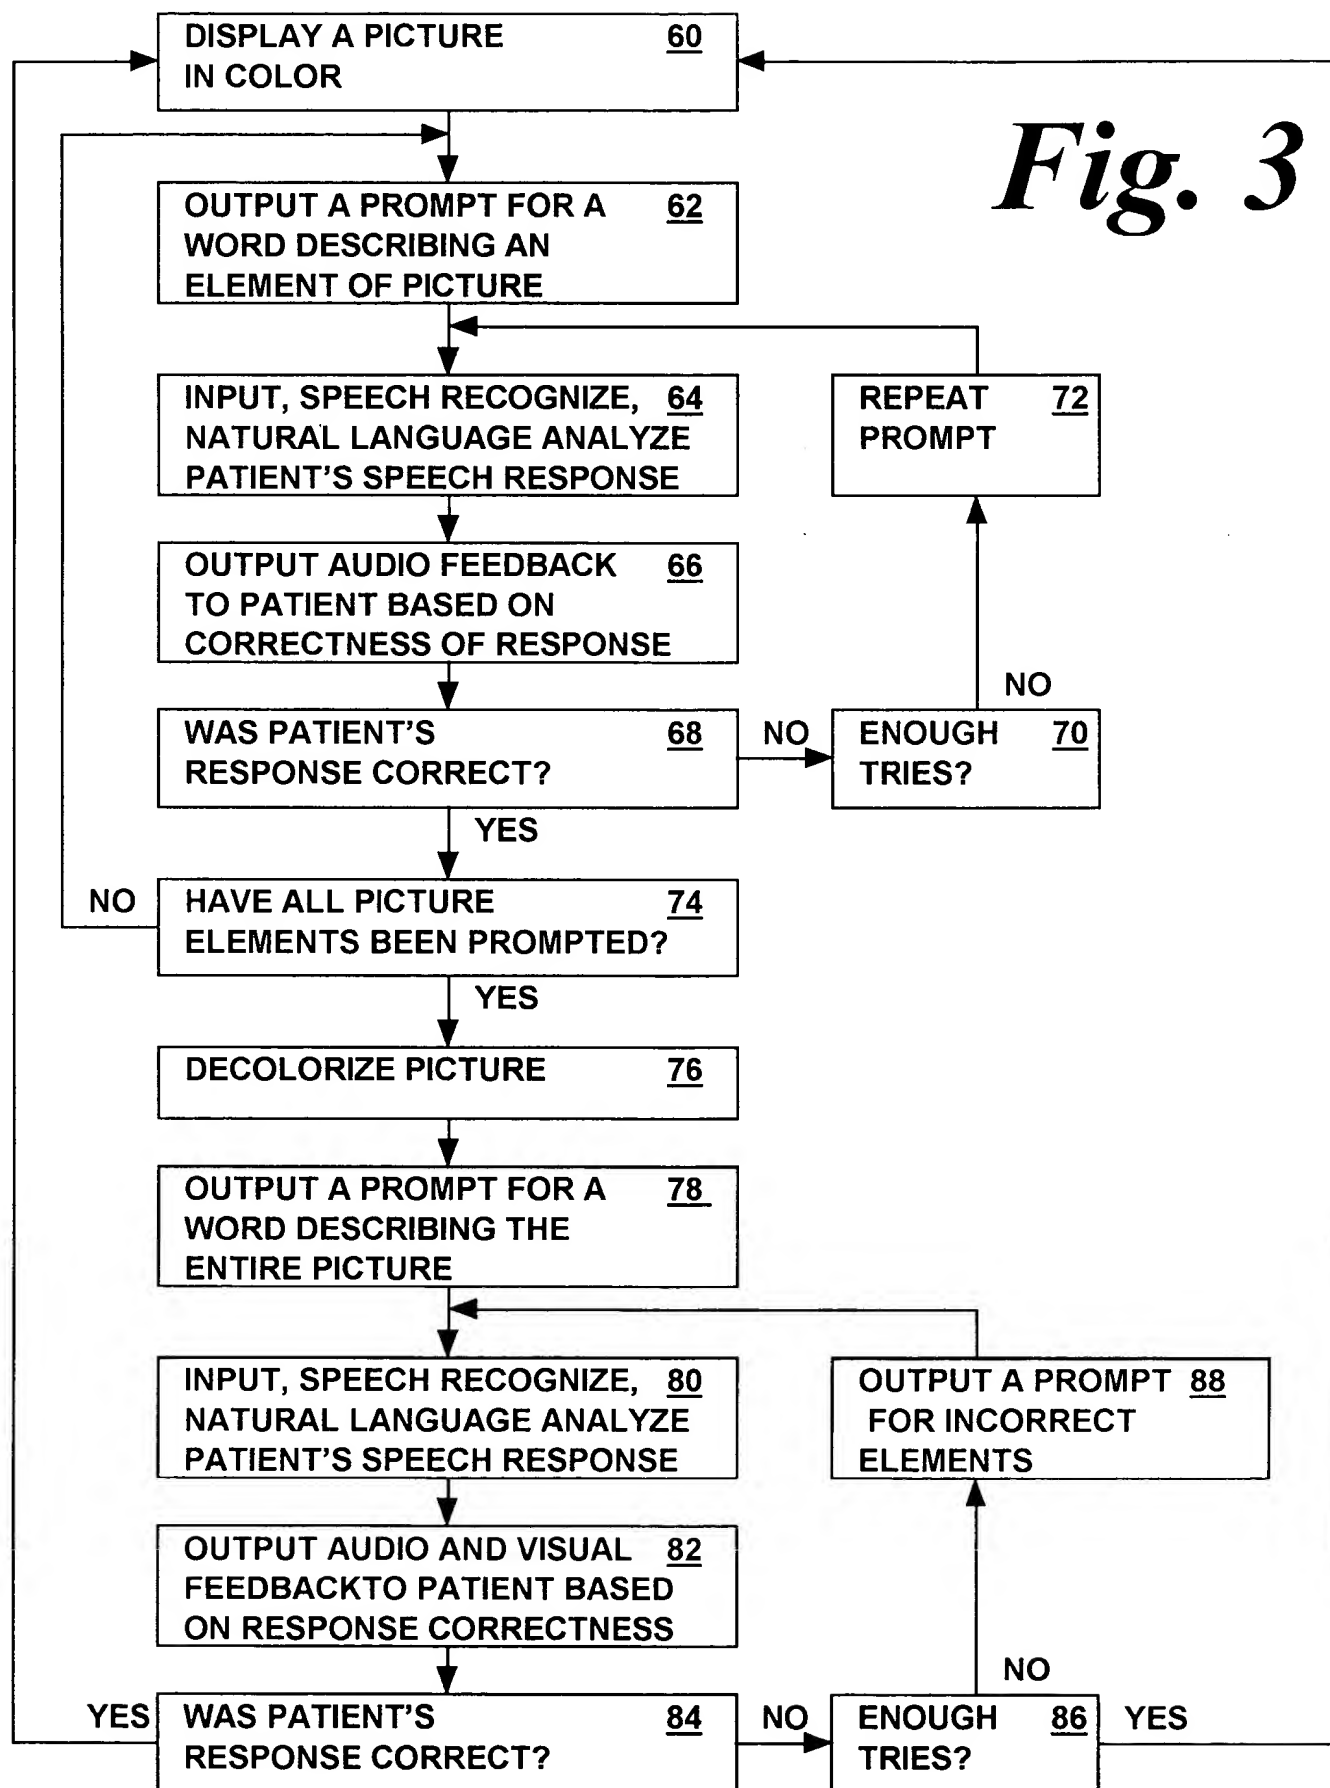 DISPLAY A PICTURE 60
IN COLOR
Fig. 3
OUTPUT A PROMPT FOR A 62
WORD DESCRIBING AN
ELEMENT OF PICTURE
INPUT, SPEECH RECOGNIZE, 64
NATURAL LANGUAGE ANALYZE
PATIENT'S SPEECH RESPONSE
REPEAT 72
PROMPT
OUTPUT AUDIO FEEDBACK 66
TO PATIENT BASED ON
CORRECTNESS OF RESPONSE
NO
WAS PATIENT'S 68
RESPONSE CORRECT?
NO
ENOUGH 70
TRIES?
YES
NO
HAVE ALL PICTURE 74
ELEMENTS BEEN PROMPTED?
YES
DECOLORIZE PICTURE 76
OUTPUT A PROMPT FOR A 78
WORD DESCRIBING THE
ENTIRE PICTURE
INPUT, SPEECH RECOGNIZE, 80
NATURAL LANGUAGE ANALYZE
PATIENT'S SPEECH RESPONSE
OUTPUT A PROMPT 88
FOR INCORRECT
ELEMENTS
OUTPUT AUDIO AND VISUAL 82
FEEDBACKTO PATIENT BASED
ON RESPONSE CORRECTNESS
NO
YES
WAS PATIENT'S 84
RESPONSE CORRECT?
NO
ENOUGH 86
TRIES?
YES